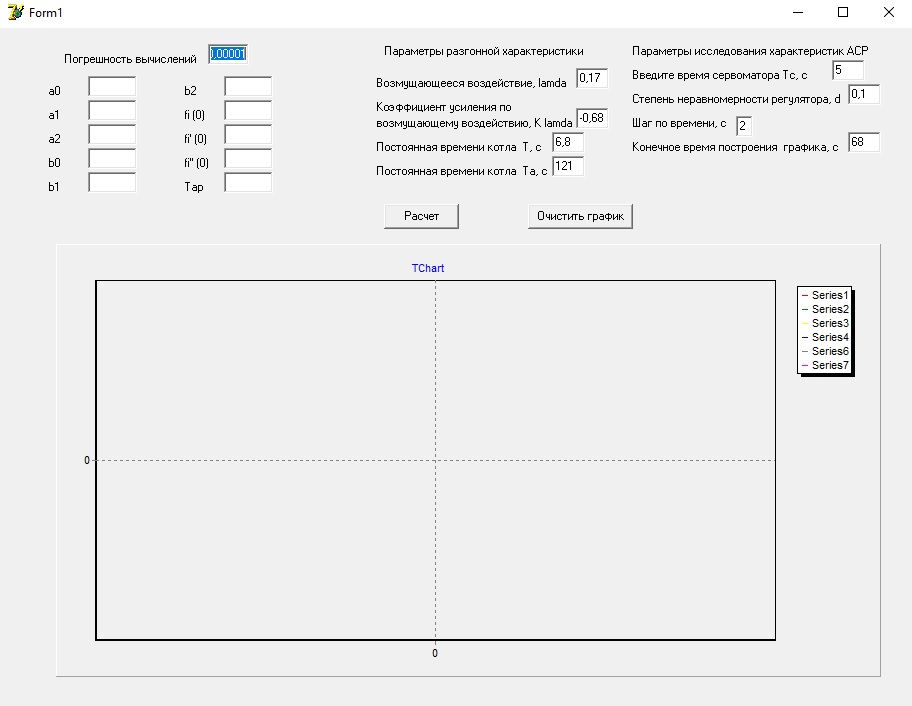 Form1
Погрешность вычислений 0,00001
a0
a1
a2
b0
b1
b2
fi (0)
fi' (0)
fi'' (0)
Tap
Параметры разгонной характеристики
Возмущающееся воздействие, lamda 0,17
Коэффициент усиления по
возмущающему воздействию, K lamda -0,68
Постоянная времени котла T, с 6,8
Постоянная времени котла Ta, с 121
Параметры исследования характеристик АСР
Введите время сервоматора Tс, с 5
Степень неравномерности регулятора, d 0,1
Шаг по времени, с 2
Конечное время построения графика, с 68
Расчет
Очистить график
TChart
Series1
Series2
Series3
Series4
Series6
Series7
0
0